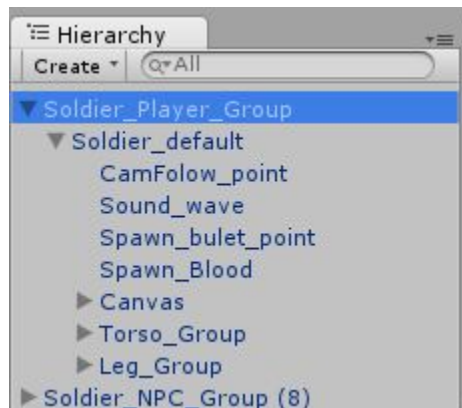 Hierarchy
Create All
Soldier_Player_Group
Soldier_default
CamFolow_point
Sound_wave
Spawn_bulet_point
Spawn_Blood
Canvas
Torso_Group
Leg_Group
Soldier_NPC_Group (8)